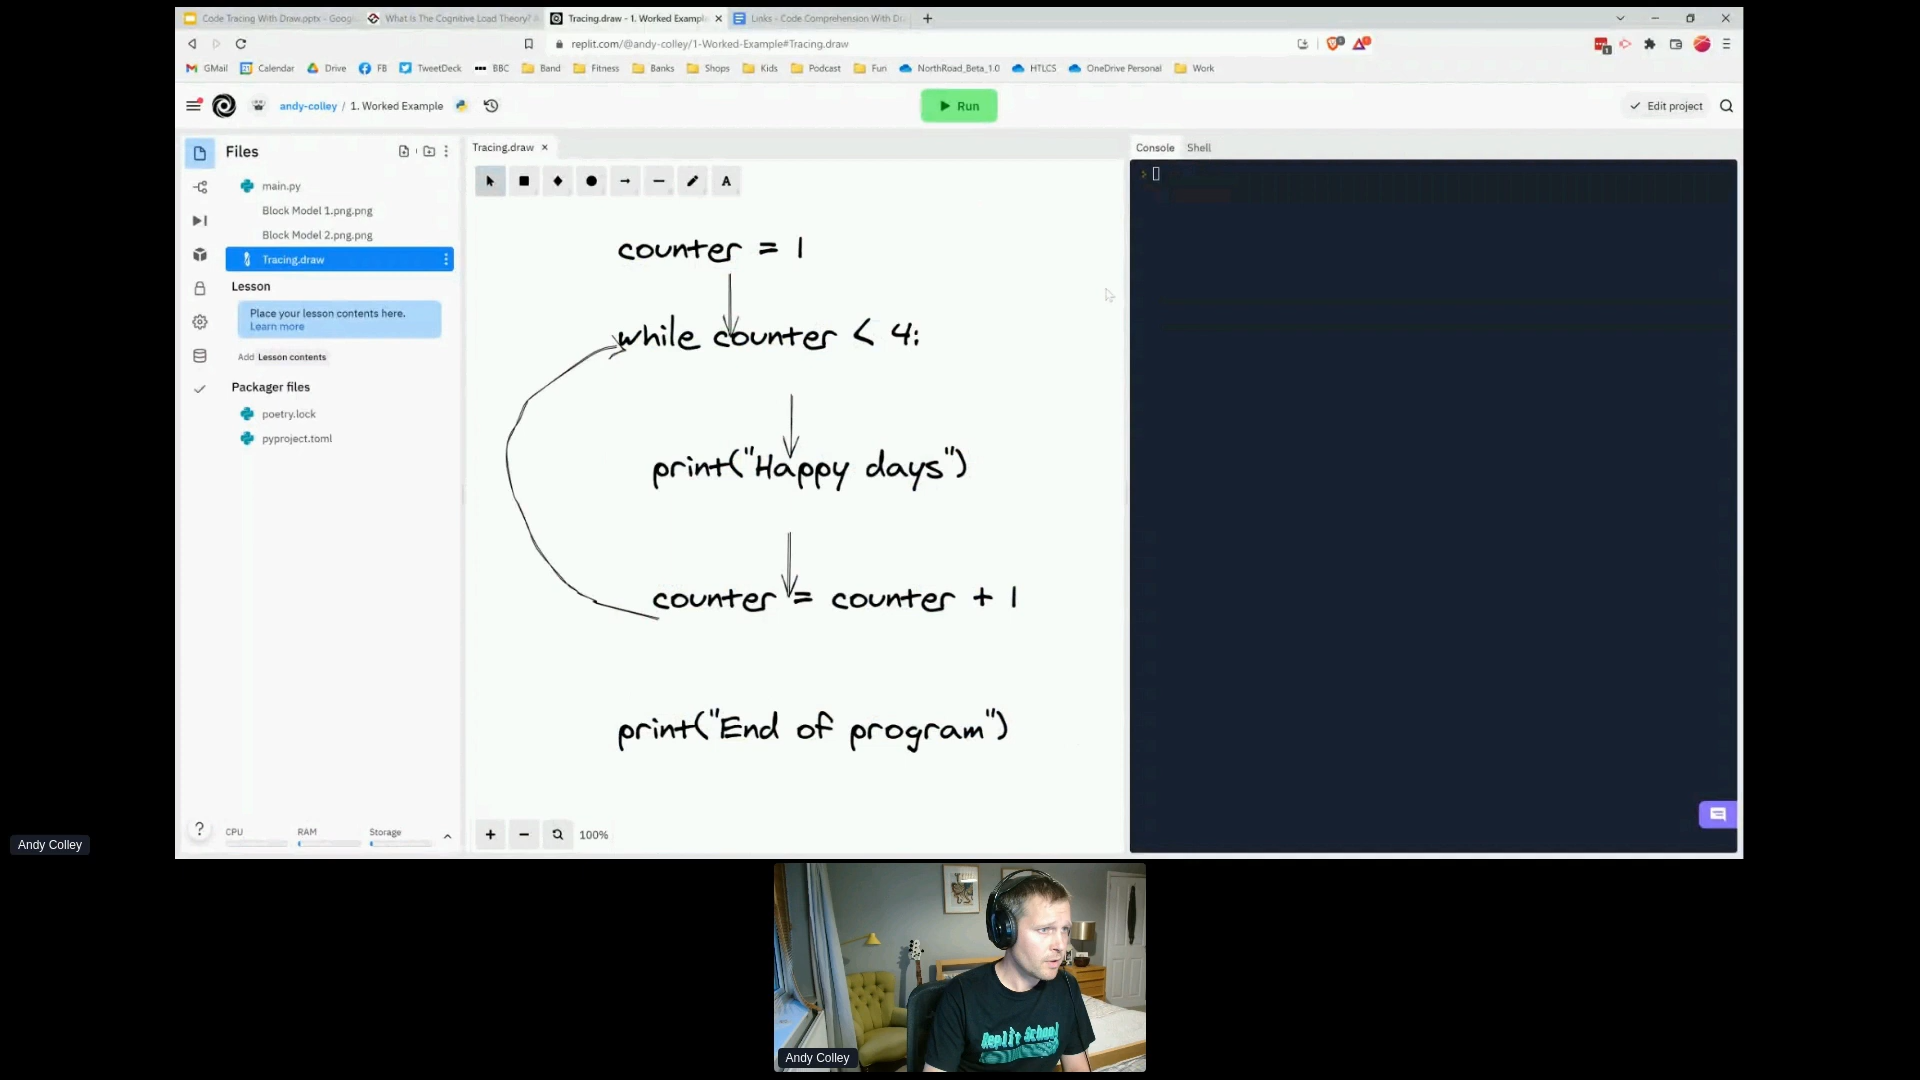 Code Tracing With Draw.pptx - Googl
What Is The Cognitive Load Theory? A
Tracing.draw - 1. Worked Exampl
Links - Code Comprehension With Dr
replit.com/@andy-colley/1-Worked-Example#Tracing.draw
GMail Calendar Drive FB TweetDeck BBC Band Fitness Banks Shops Kids Podcast Fun NorthRoad_Beta_1.0 HTLCS OneDrive Personal Work
andy-colley / 1. Worked Example
Run
Edit project
Files
Tracing.draw
Console Shell
main.py
A
Block Model 1.png.png
Block Model 2.png.png
Tracing.draw
Lesson
Place your lesson contents here.
Learn more
Add Lesson contents
Packager files
poetry.lock
pyproject.toml
counter = 1
while counter < 4:
print("Happy days")
counter = counter + 1
print("End of program")
? CPU RAM Storage
+ − 100%
Andy Colley
Replit School
Andy Colley